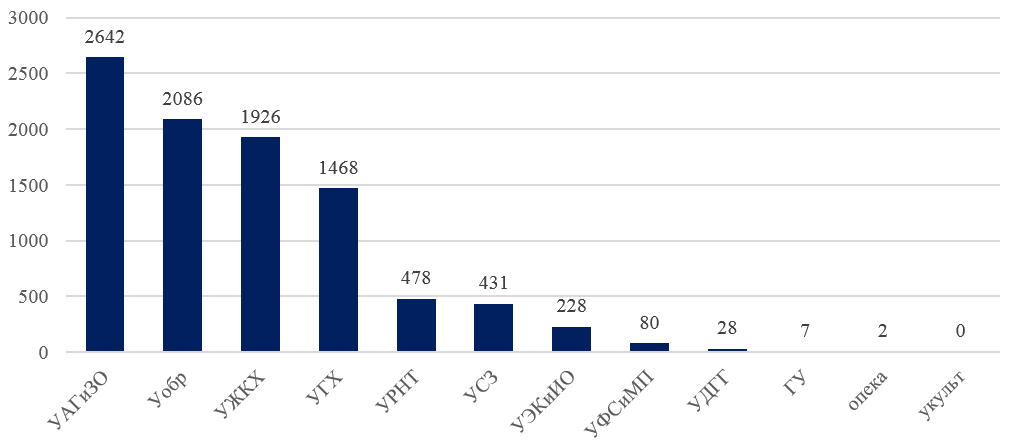 3000
2500
2000
1500
1000
500
0
2642
2086
1926
1468
478
431
228
80
28
7
2
0
УАГиЗО
Уобр
УЖКХ
УГХ
УРНТ
УСЗ
УЭКиИО
УФСиМП
УДГТ
ГУ
опека
укульт